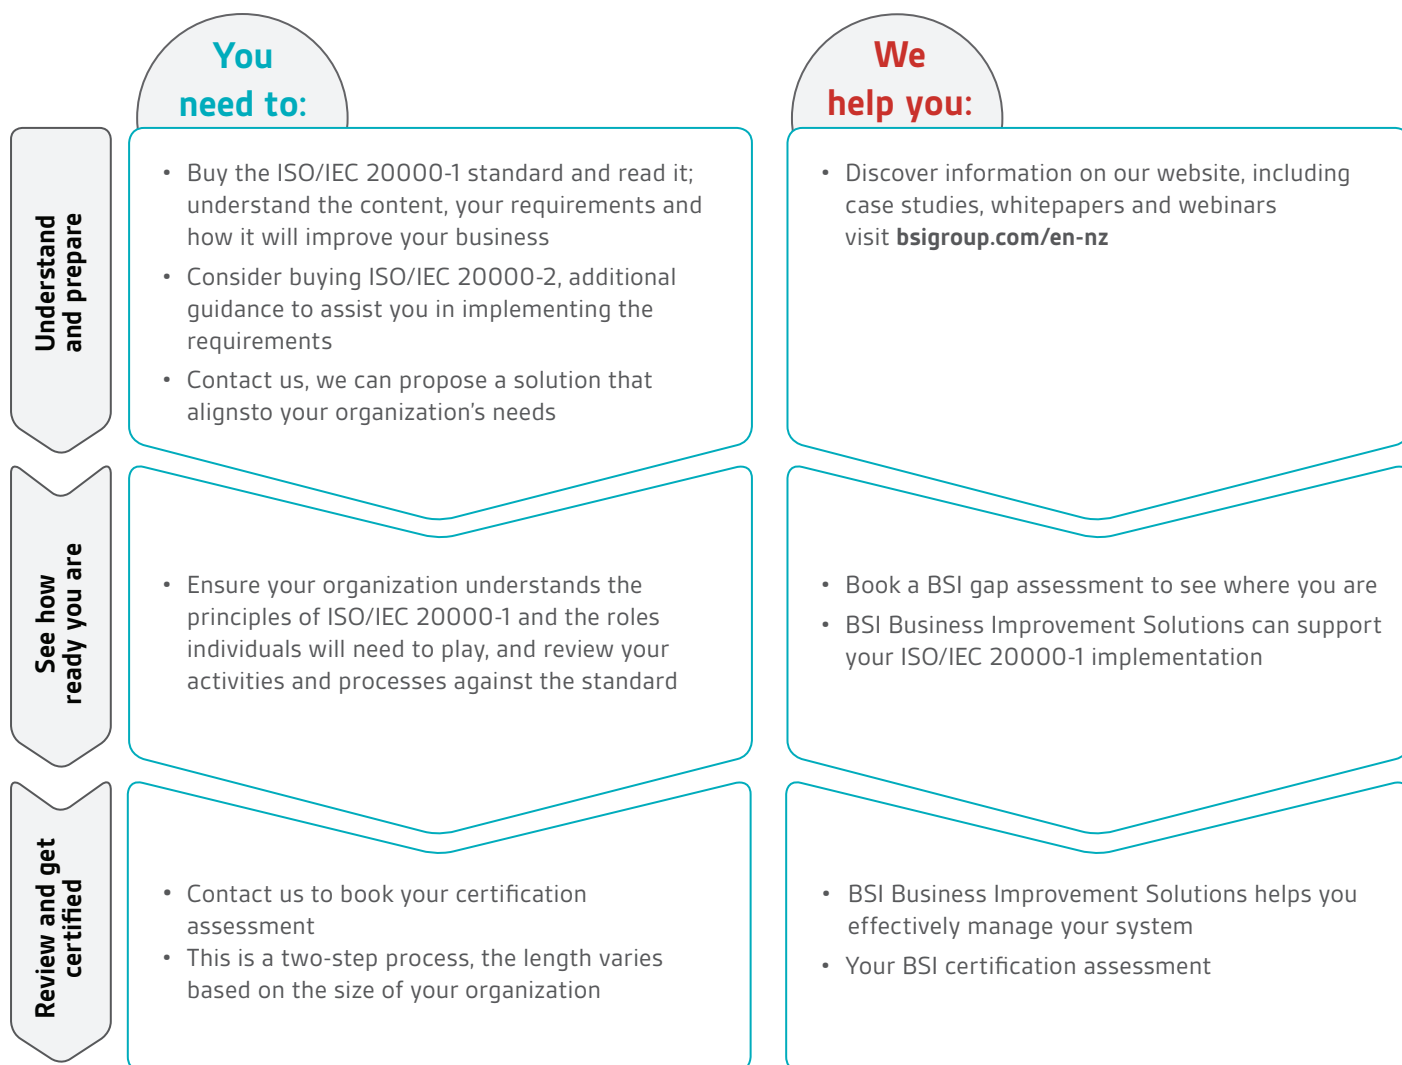 You
need to:
We
help you:
Understand
and prepare
• Buy the ISO/IEC 20000-1 standard and read it;
understand the content, your requirements and
how it will improve your business
• Consider buying ISO/IEC 20000-2, additional
guidance to assist you in implementing the
requirements
• Contact us, we can propose a solution that
alignsto your organization's needs
• Discover information on our website, including
case studies, whitepapers and webinars
visit bsigroup.com/en-nz
See how
ready you are
• Ensure your organization understands the
principles of ISO/IEC 20000-1 and the roles
individuals will need to play, and review your
activities and processes against the standard
• Book a BSI gap assessment to see where you are
• BSI Business Improvement Solutions can support
your ISO/IEC 20000-1 implementation
Review and get
certified
• Contact us to book your certification
assessment
• This is a two-step process, the length varies
based on the size of your organization
• BSI Business Improvement Solutions helps you
effectively manage your system
• Your BSI certification assessment